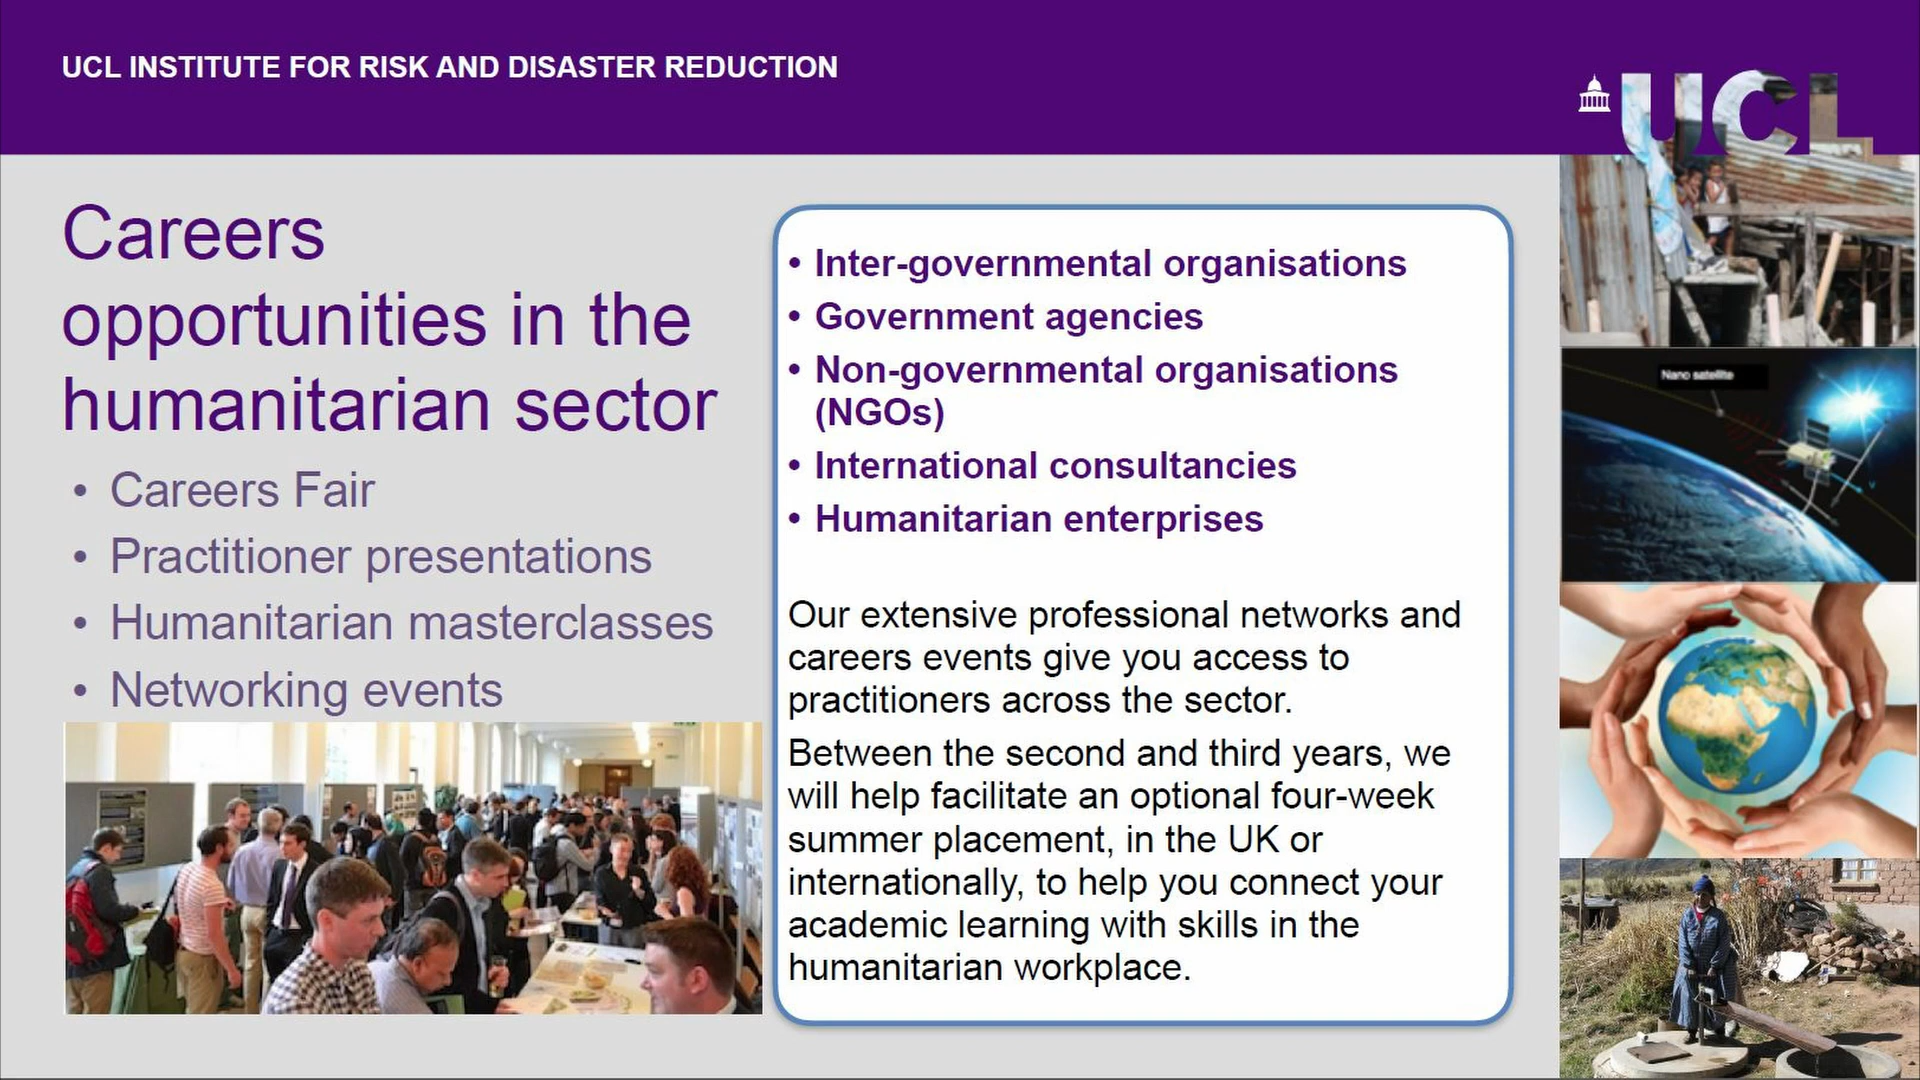 UCL INSTITUTE FOR RISK AND DISASTER REDUCTION
UCL
Careers
opportunities in the
humanitarian sector
• Careers Fair
• Practitioner presentations
• Humanitarian masterclasses
• Networking events
• Inter-governmental organisations
• Government agencies
• Non-governmental organisations
(NGOs)
• International consultancies
• Humanitarian enterprises
Our extensive professional networks and
careers events give you access to
practitioners across the sector.
Between the second and third years, we
will help facilitate an optional four-week
summer placement, in the UK or
internationally, to help you connect your
academic learning with skills in the
humanitarian workplace.
Nano satellite